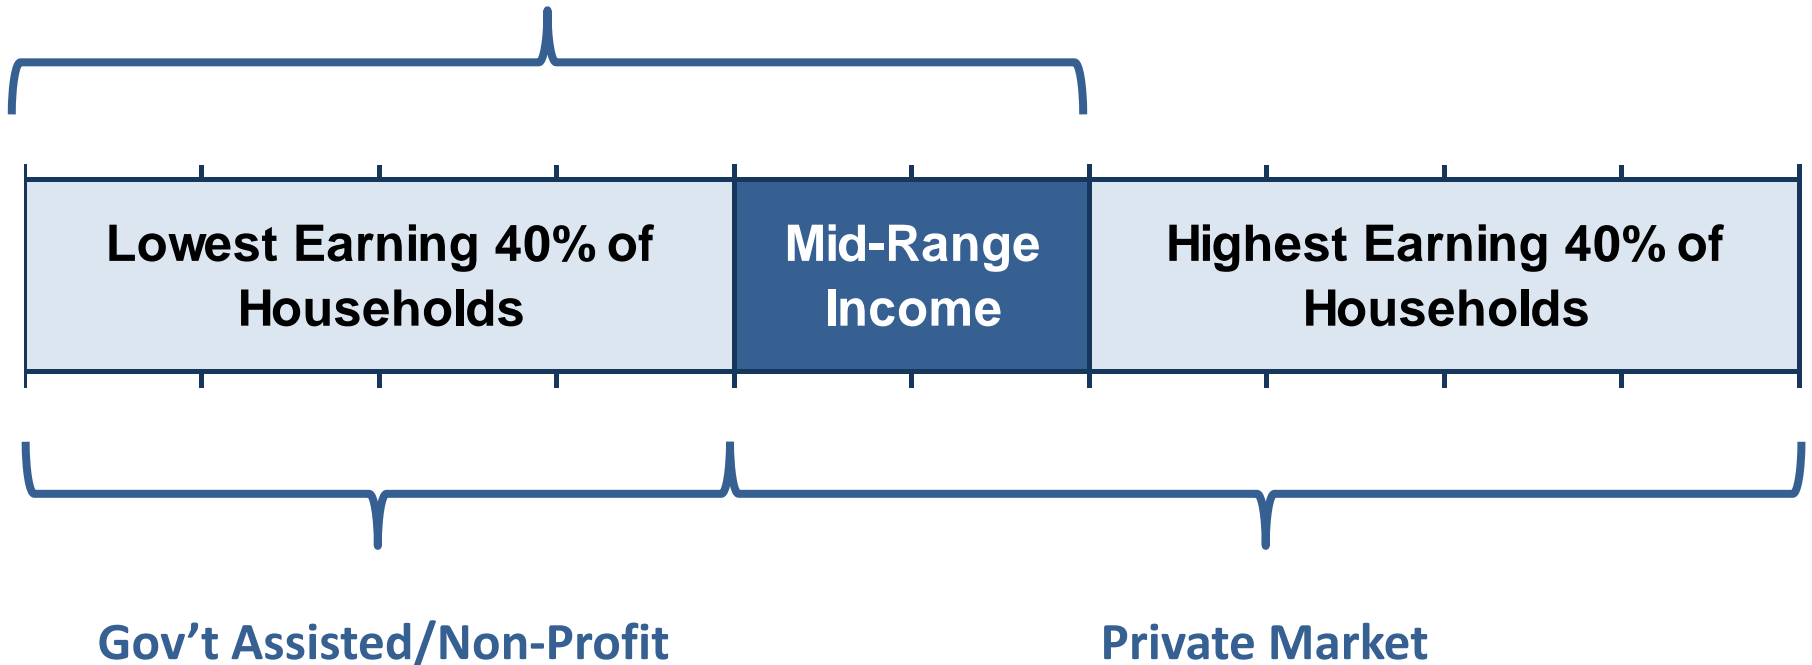 Lowest Earning 40% of
Households
Mid-Range
Income
Highest Earning 40% of
Households
Gov’t Assisted/Non-Profit
Private Market